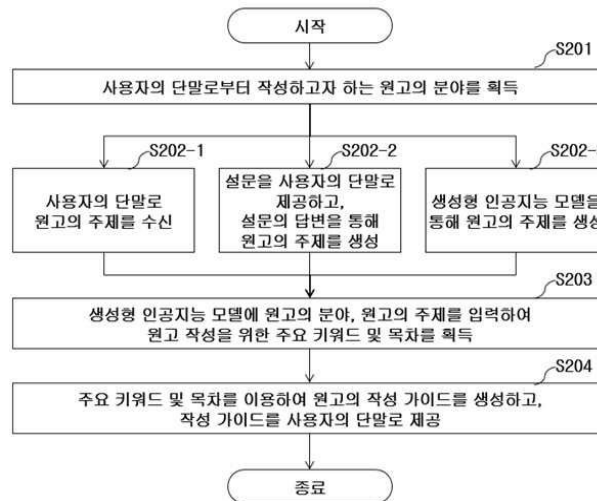 시작
S201
사용자의 단말로부터 작성하고자 하는 원고의 분야를 획득
S202-1
사용자의 단말로
원고의 주제를 수신
S202-2
설문을 사용자의 단말로
제공하고,
설문의 답변을 통해
원고의 주제를 생성
생성형 인공지능 모델을
통해 원고의 주제를 생성
S203
생성형 인공지능 모델에 원고의 분야, 원고의 주제를 입력하여
원고 작성을 위한 주요 키워드 및 목차를 획득
S204
주요 키워드 및 목차를 이용하여 원고의 작성 가이드를 생성하고,
작성 가이드를 사용자의 단말로 제공
종료